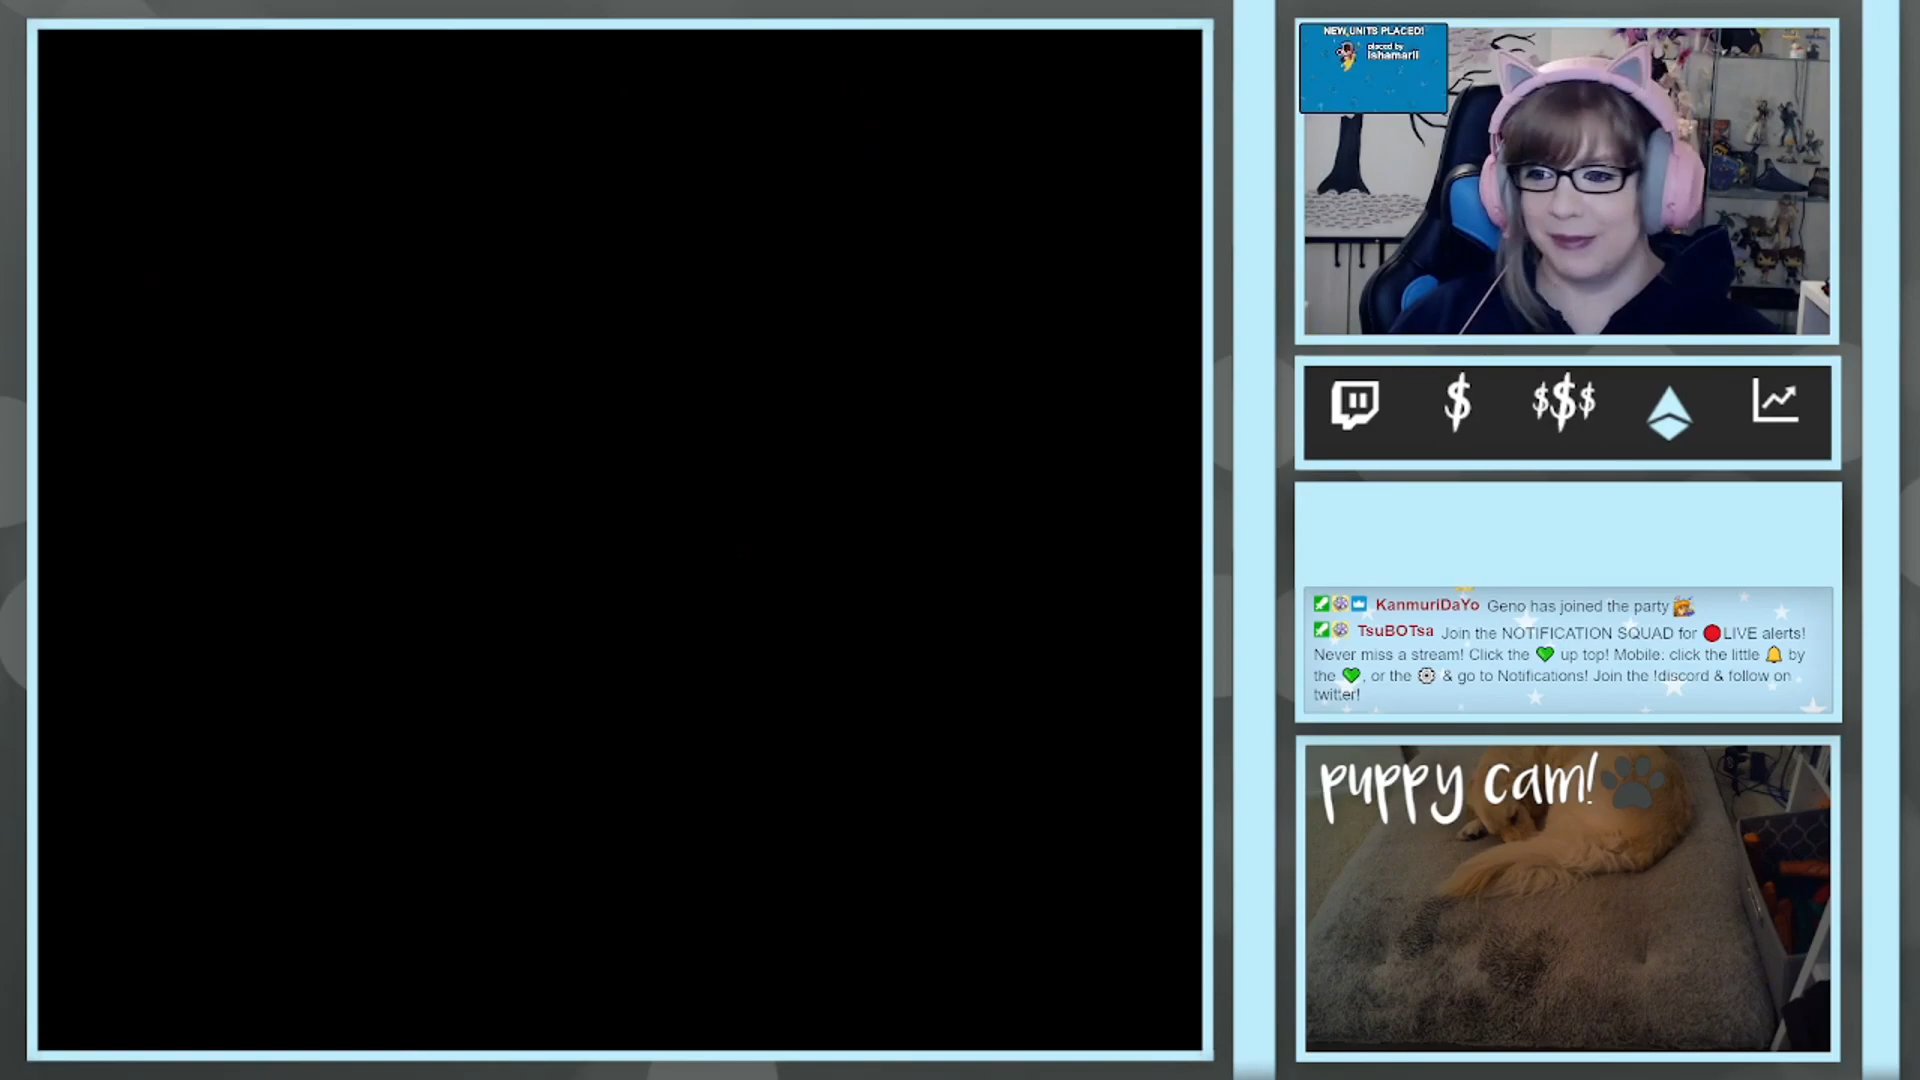 NEW UNITS PLACED!
placed by
ishamarii
$ $$$
KanmuriDaYo Geno has joined the party
TsuBOTsa Join the NOTIFICATION SQUAD for 🔴LIVE alerts!
Never miss a stream! Click the 💚 up top! Mobile: click the little 🔔 by
the 💚, or the ⚙ & go to Notifications! Join the !discord & follow on
twitter!
puppy cam!